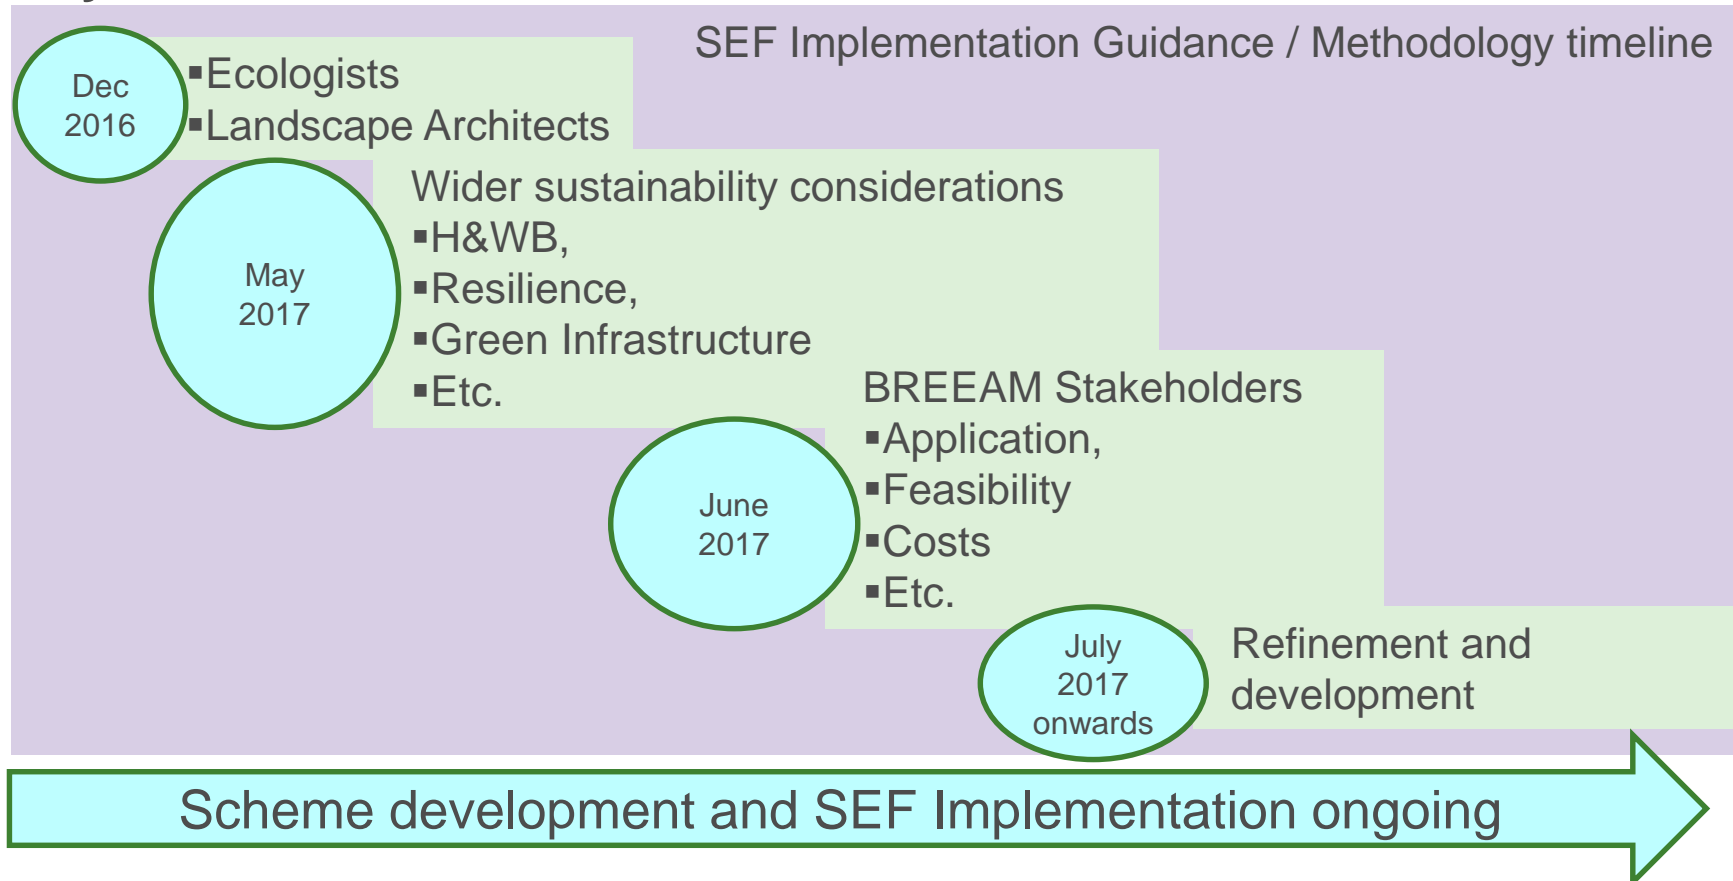 SEF Implementation Guidance / Methodology timeline
Dec
2016
▪Ecologists
▪Landscape Architects
May
2017
Wider sustainability considerations
▪H&WB,
▪Resilience,
▪Green Infrastructure
▪Etc.
June
2017
BREEAM Stakeholders
▪Application,
▪Feasibility
▪Costs
▪Etc.
July
2017
onwards
Refinement and
development
Scheme development and SEF Implementation ongoing